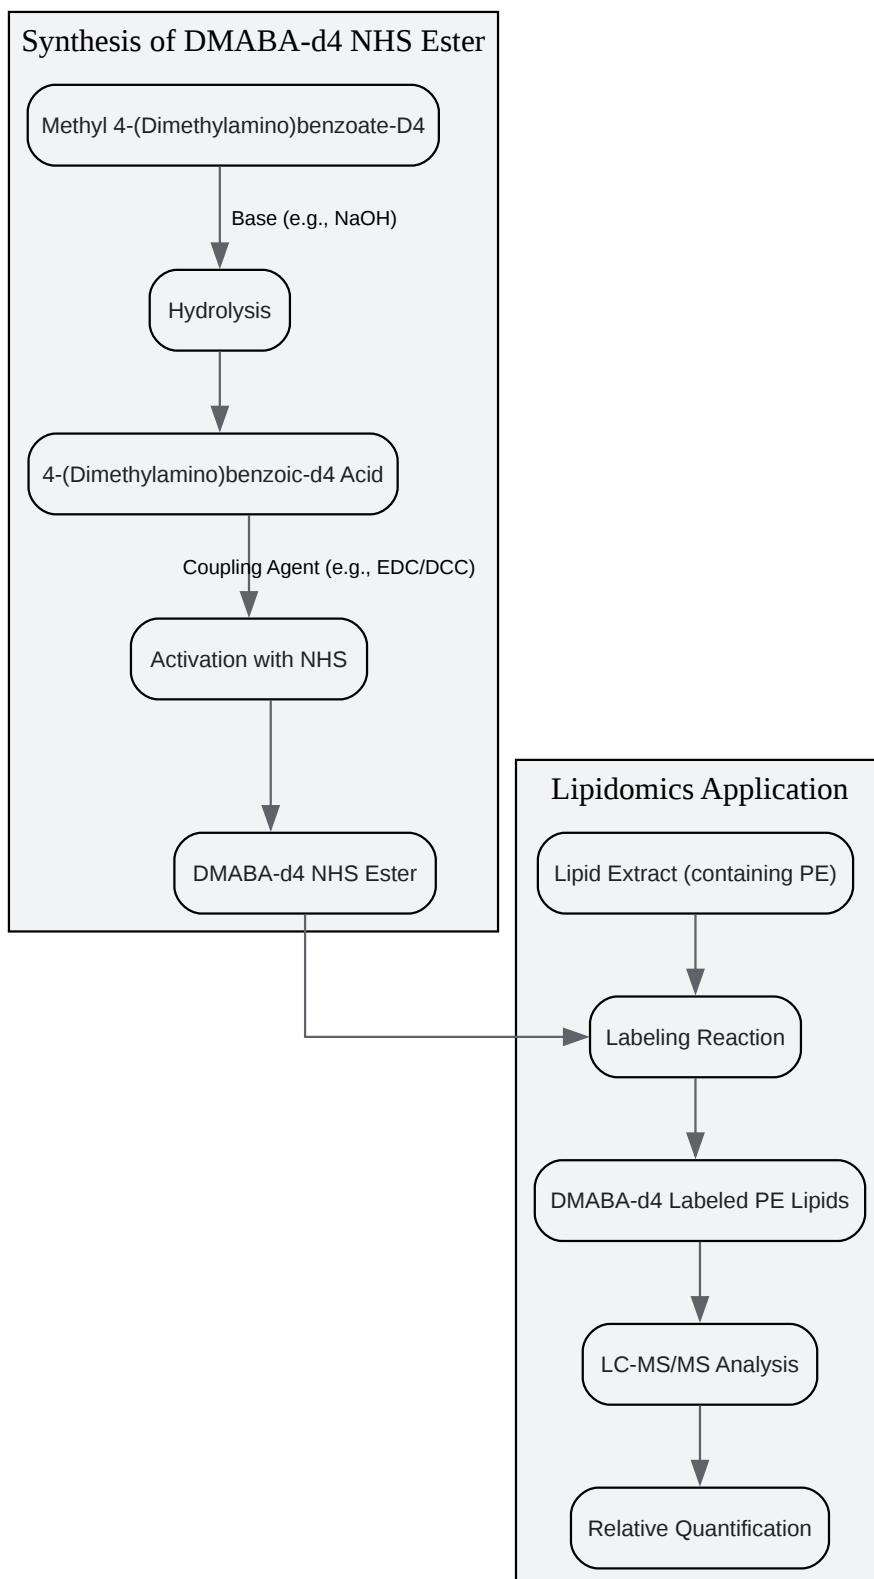 Synthesis of DMABA-d4 NHS Ester
Methyl 4-(Dimethylamino)benzoate-D4
Base (e.g., NaOH)
Hydrolysis
4-(Dimethylamino)benzoic-d4 Acid
Coupling Agent (e.g., EDC/DCC)
Activation with NHS
DMABA-d4 NHS Ester
Lipidomics Application
Lipid Extract (containing PE)
Labeling Reaction
DMABA-d4 Labeled PE Lipids
LC-MS/MS Analysis
Relative Quantification